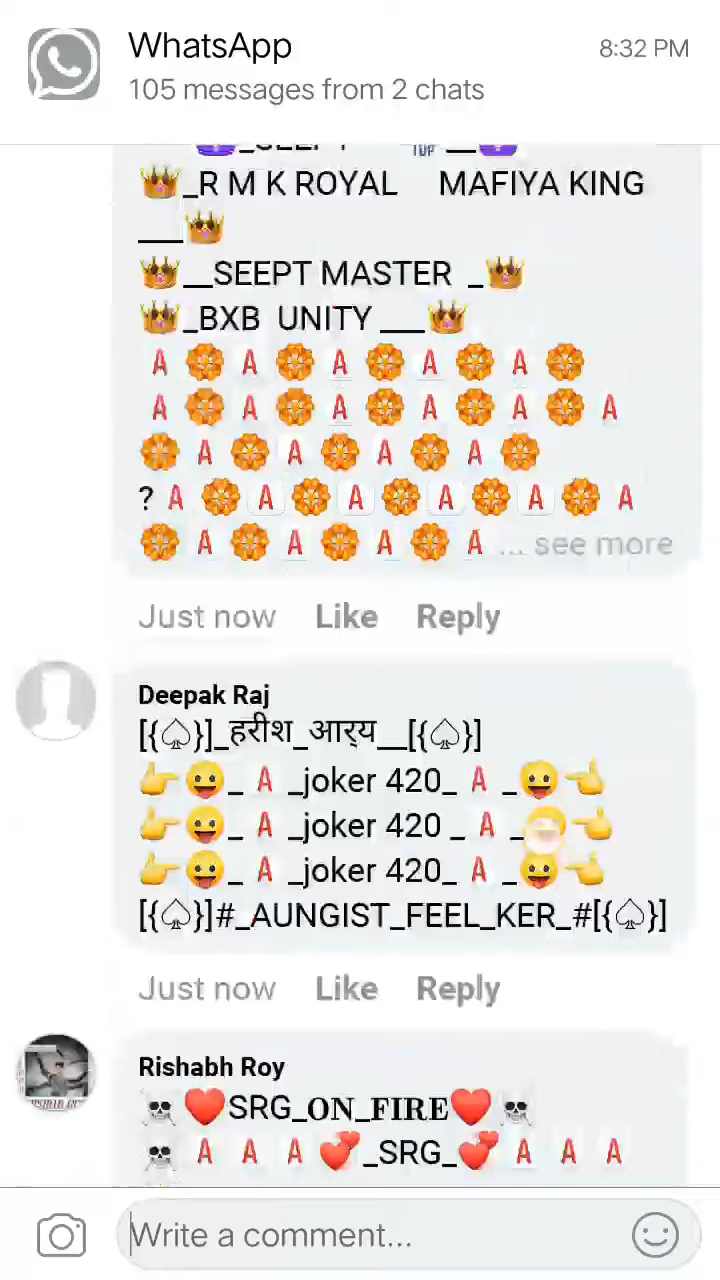 WhatsApp
8:32 PM
105 messages from 2 chats
👑_R M K ROYAL MAFIYA KING
___👑
👑__SEEPT MASTER _👑
👑_BXB UNITY ___👑
A 🏵 A 🏵 A 🏵 A 🏵 A 🏵
A 🏵 A 🏵 A 🏵 A 🏵 A 🏵 A
🏵 A 🏵 A 🏵 A 🏵 A 🏵
? A 🏵 A 🏵 A 🏵 A 🏵 A 🏵 A
🏵 A 🏵 A 🏵 A 🏵 A ... see more
Just now Like Reply
Deepak Raj
[{♤}]_हरीश_आर्य__[{♤}]
👉😛_ A _joker 420_ A _😛👈
👉😛_ A _joker 420 _ A _😛👈
👉😛_ A _joker 420_ A _😛👈
[{♤}]#_AUNGIST_FEEL_KER_#[{♤}]
Just now Like Reply
Rishabh Roy
☠❤SRG_𝐎𝐍_𝐅𝐈𝐑𝐄❤☠
☠ A A A 💕_SRG_💕 A A A
Write a comment...